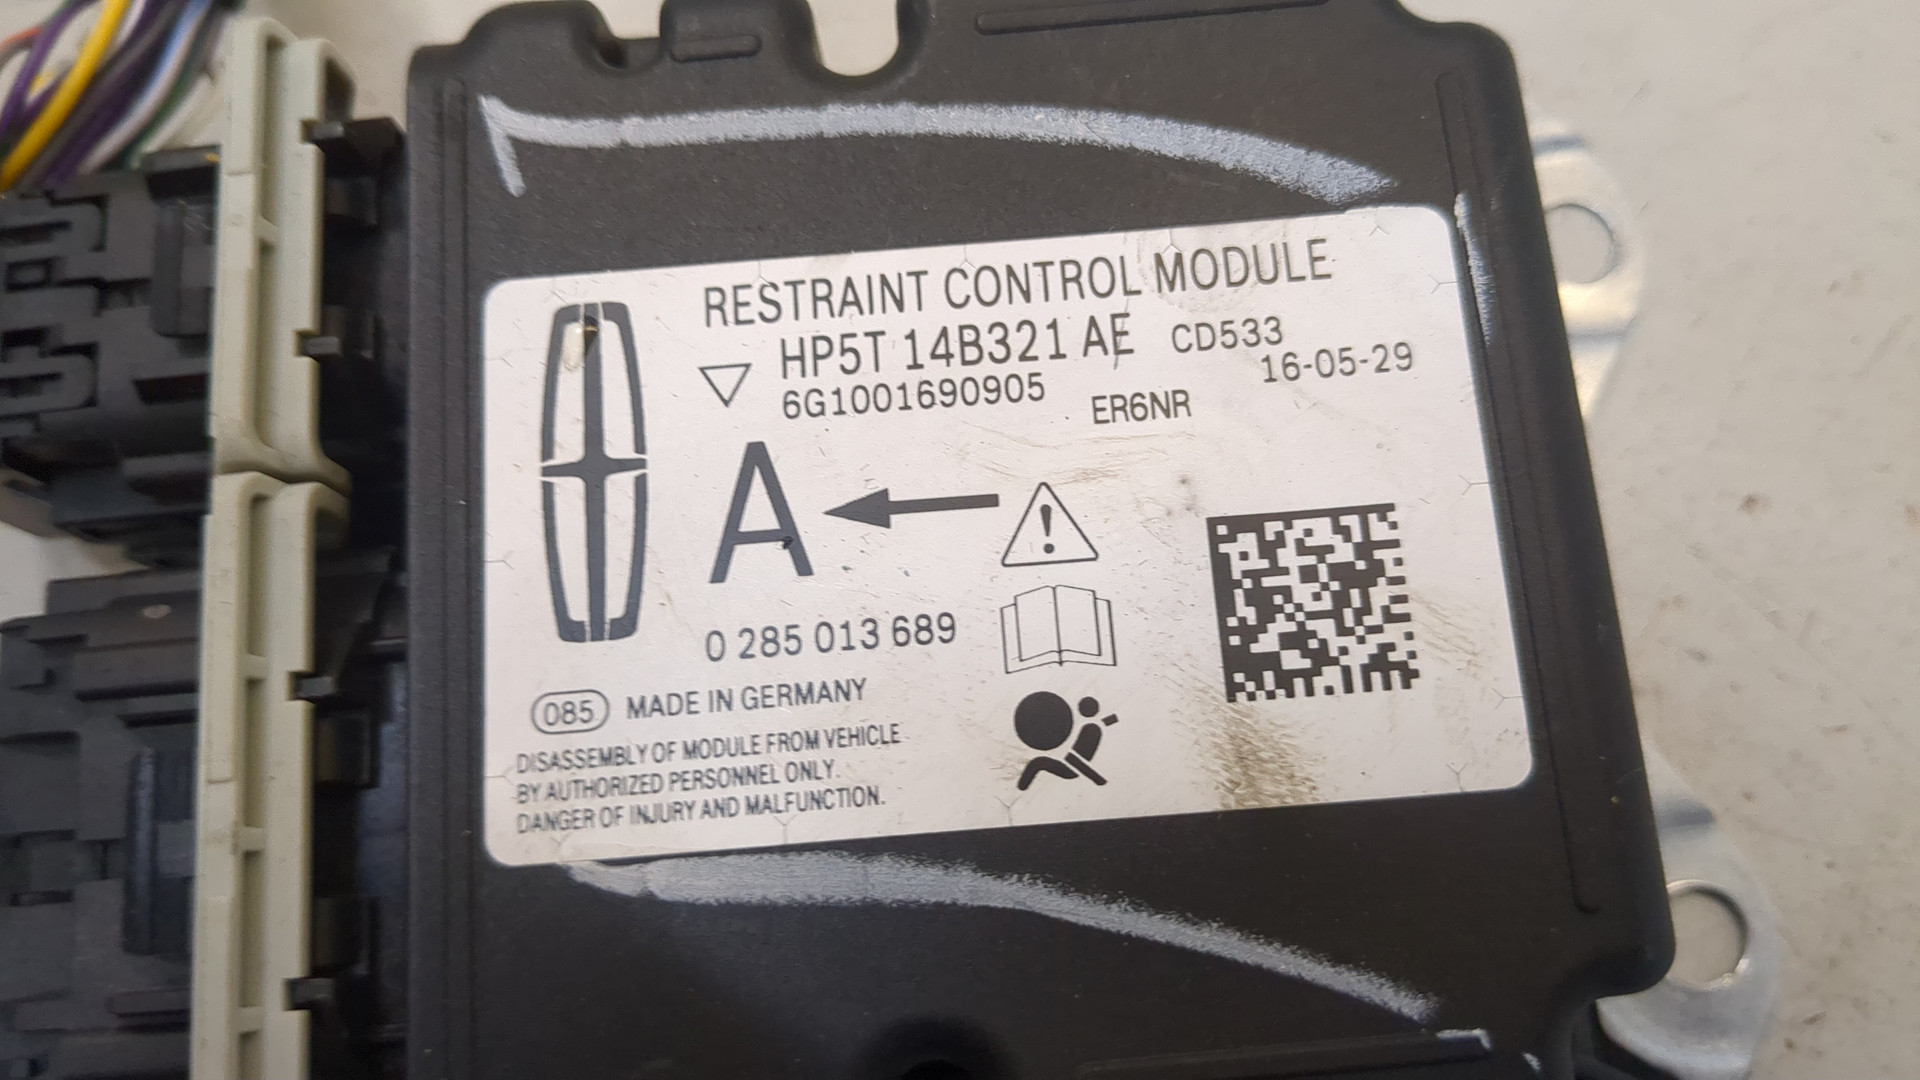 RESTRAINT CONTROL MODULE
HP5T 14B321 AE CD533
6G1001690905 ER6NR 16-05-29
A
0 285 013 689
085 MADE IN GERMANY
DISASSEMBLY OF MODULE FROM VEHICLE
BY AUTHORIZED PERSONNEL ONLY.
DANGER OF INJURY AND MALFUNCTION.